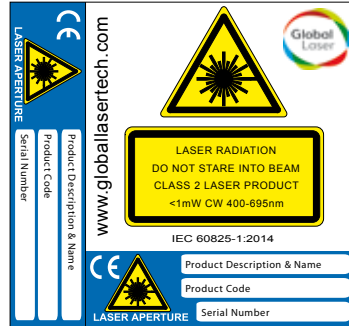 CE
LASER APERTURE
Serial Number
Product Code
Product Description & Name
www.globallasertech.com
Global
Laser
LASER RADIATION
DO NOT STARE INTO BEAM
CLASS 2 LASER PRODUCT
<1mW CW 400-695nm
IEC 60825-1:2014
CE
LASER APERTURE
Product Description & Name
Product Code
Serial Number